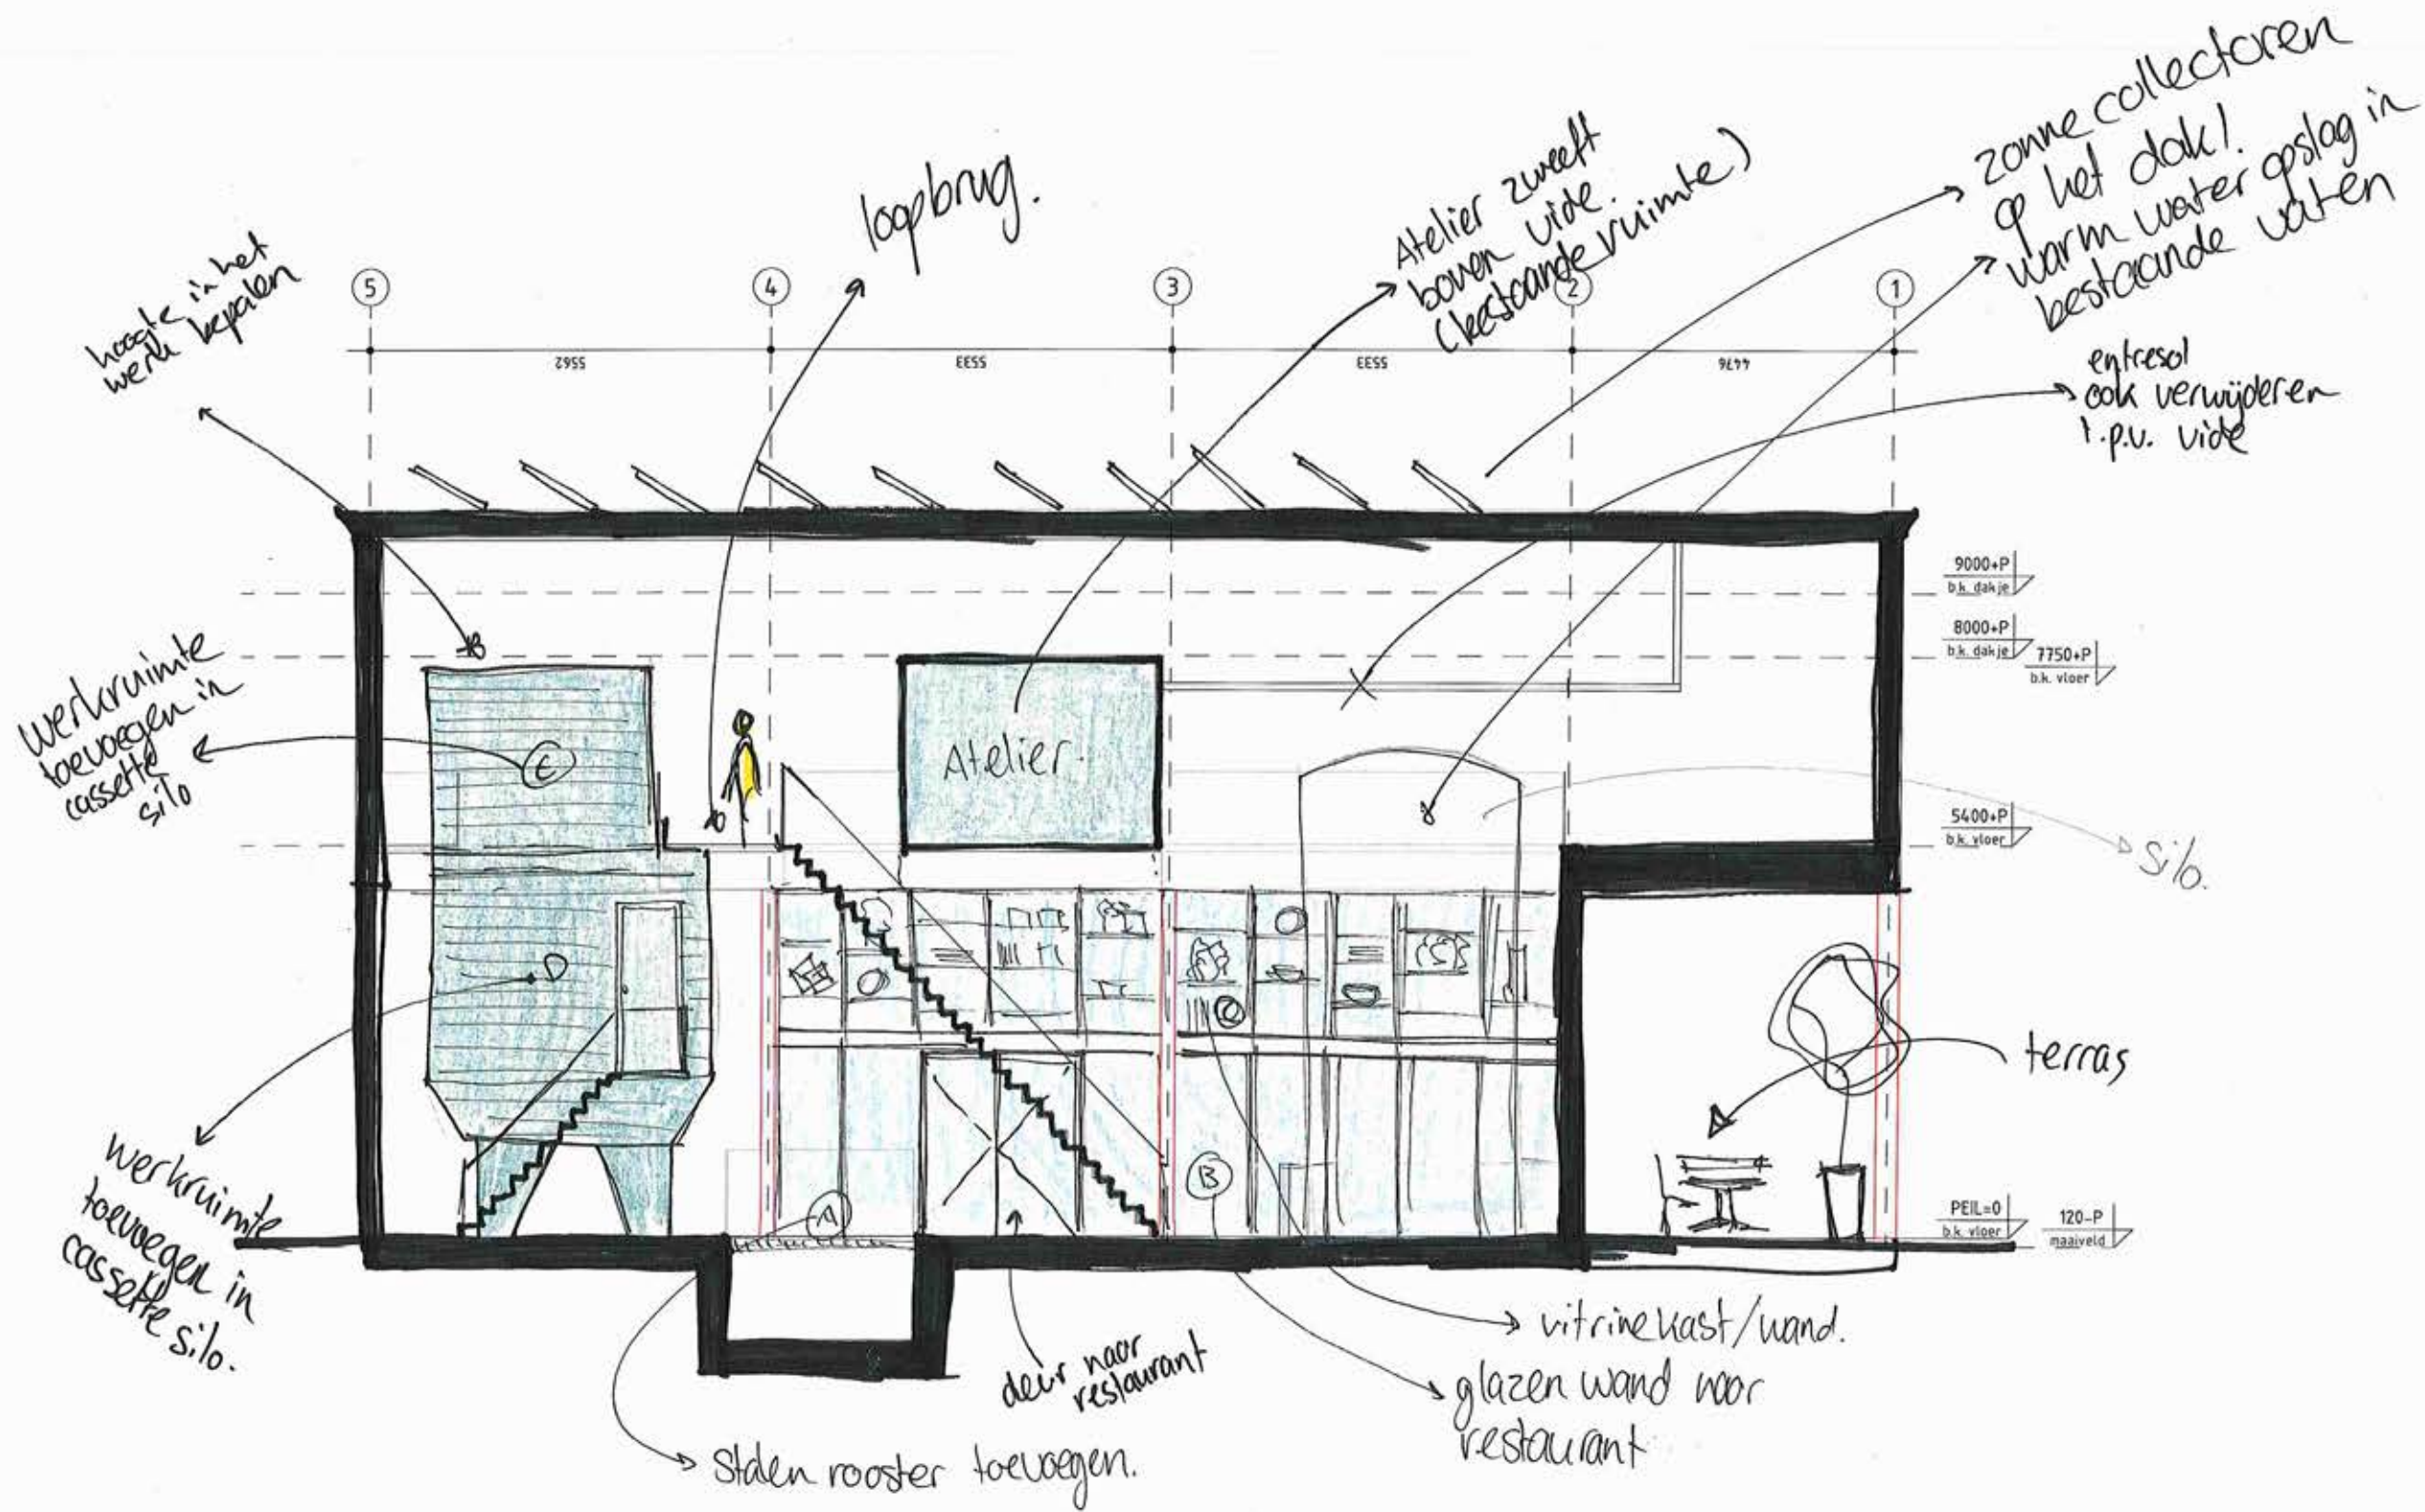 zonnecollectoren
op het dak!
warm water opslag in
bestaande vaten
Atelier zweeft
boven vide.
(bestaande ruimte)
loopbrug.
hoogte in het
werk bepalen
5
4
3
2
1
5562
5533
5533
4476
entresol
ook verwijderen
i.p.v. vide
9000+P
b.k. dakje
8000+P
b.k. dakje
7750+P
b.k. vloer
werkruimte
toevoegen in
cassette
silo
Atelier
5400+P
b.k. vloer
silo.
D
terras
B
A
PEIL=0
b.k. vloer
120-P
maaiveld
werkruimte
toevoegen in
cassette silo.
deur naar
restaurant
vitrinekast/wand.
glazen wand naar
restaurant
stalen rooster toevoegen.